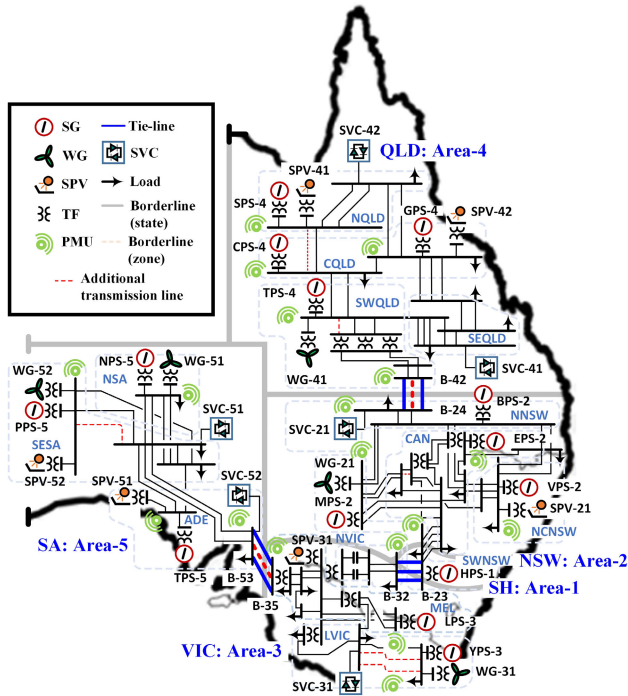 SG
Tie-line
WG
SVC
SPV
Load
TF
Borderline
(state)
PMU
Borderline
(zone)
Additional
transmission line
SVC-42
QLD: Area-4
SPV-41
SPS-4
GPS-4
SPV-42
NQLD
CPS-4
CQLD
TPS-4
SWQLD
SEQLD
WG-41
SVC-41
B-42
NPS-5
WG-51
NSA
WG-52
PPS-5
SVC-51
SESA
SPV-52
SPV-51
SVC-52
ADE
TPS-5
SA: Area-5
B-53
B-35
B-24
BPS-2
NNSW
SVC-21
CAN
EPS-2
WG-21
MPS-2
VPS-2
SPV-21
NCNSW
NVIC
SPV-31
SWNSW
NSW: Area-2
HPS-1
SH: Area-1
B-32
B-23
MEL
LPS-3
VIC: Area-3
LVIC
YPS-3
WG-31
SVC-31